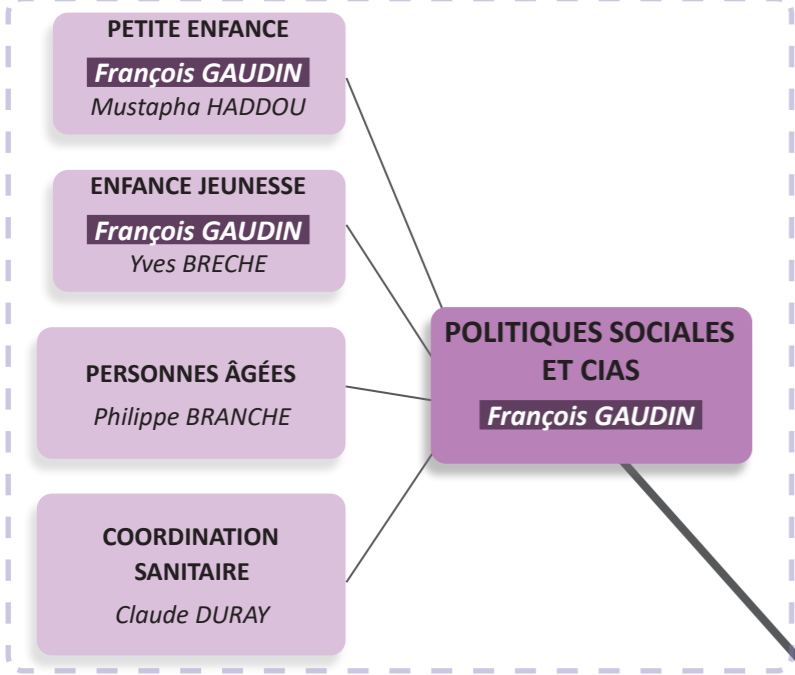 PETITE ENFANCE
François GAUDIN
Mustapha HADDOU
ENFANCE JEUNESSE
François GAUDIN
Yves BRECHE
PERSONNES ÂGÉES
Philippe BRANCHE
COORDINATION
SANITAIRE
Claude DURAY
POLITIQUES SOCIALES
ET CIAS
François GAUDIN